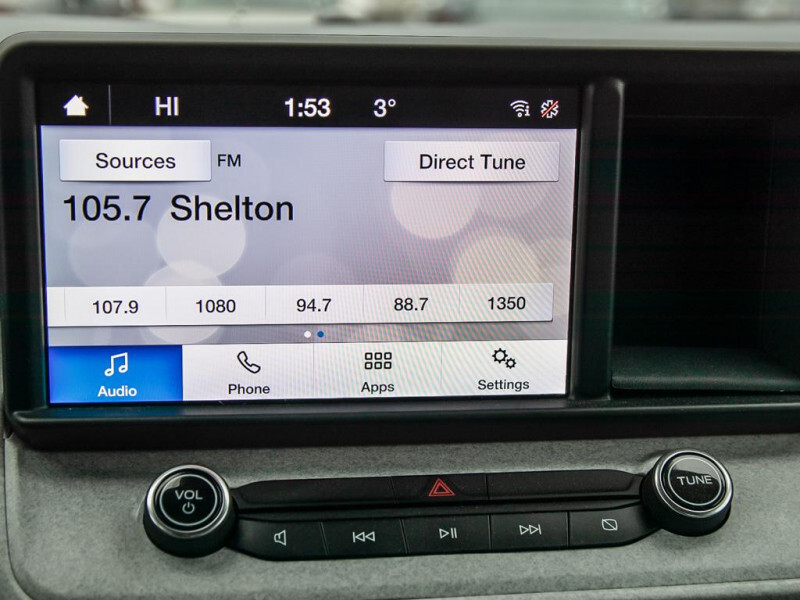 HI 1:53 3°
Sources FM Direct Tune
105.7 Shelton
107.9 1080 94.7 88.7 1350
Audio Phone Apps Settings
VOL TUNE